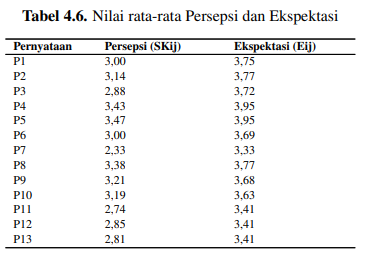 Tabel 4.6. Nilai rata-rata Persepsi dan Ekspektasi
Pernyataan Persepsi (SKij) Ekspektasi (Eij)
P1 3,00 3,75
P2 3,14 3,77
P3 2,88 3,72
P4 3,43 3,95
P5 3,47 3,95
P6 3,00 3,69
P7 2,33 3,33
P8 3,38 3,77
P9 3,21 3,68
P10 3,19 3,63
P11 2,74 3,41
P12 2,85 3,41
P13 2,81 3,41